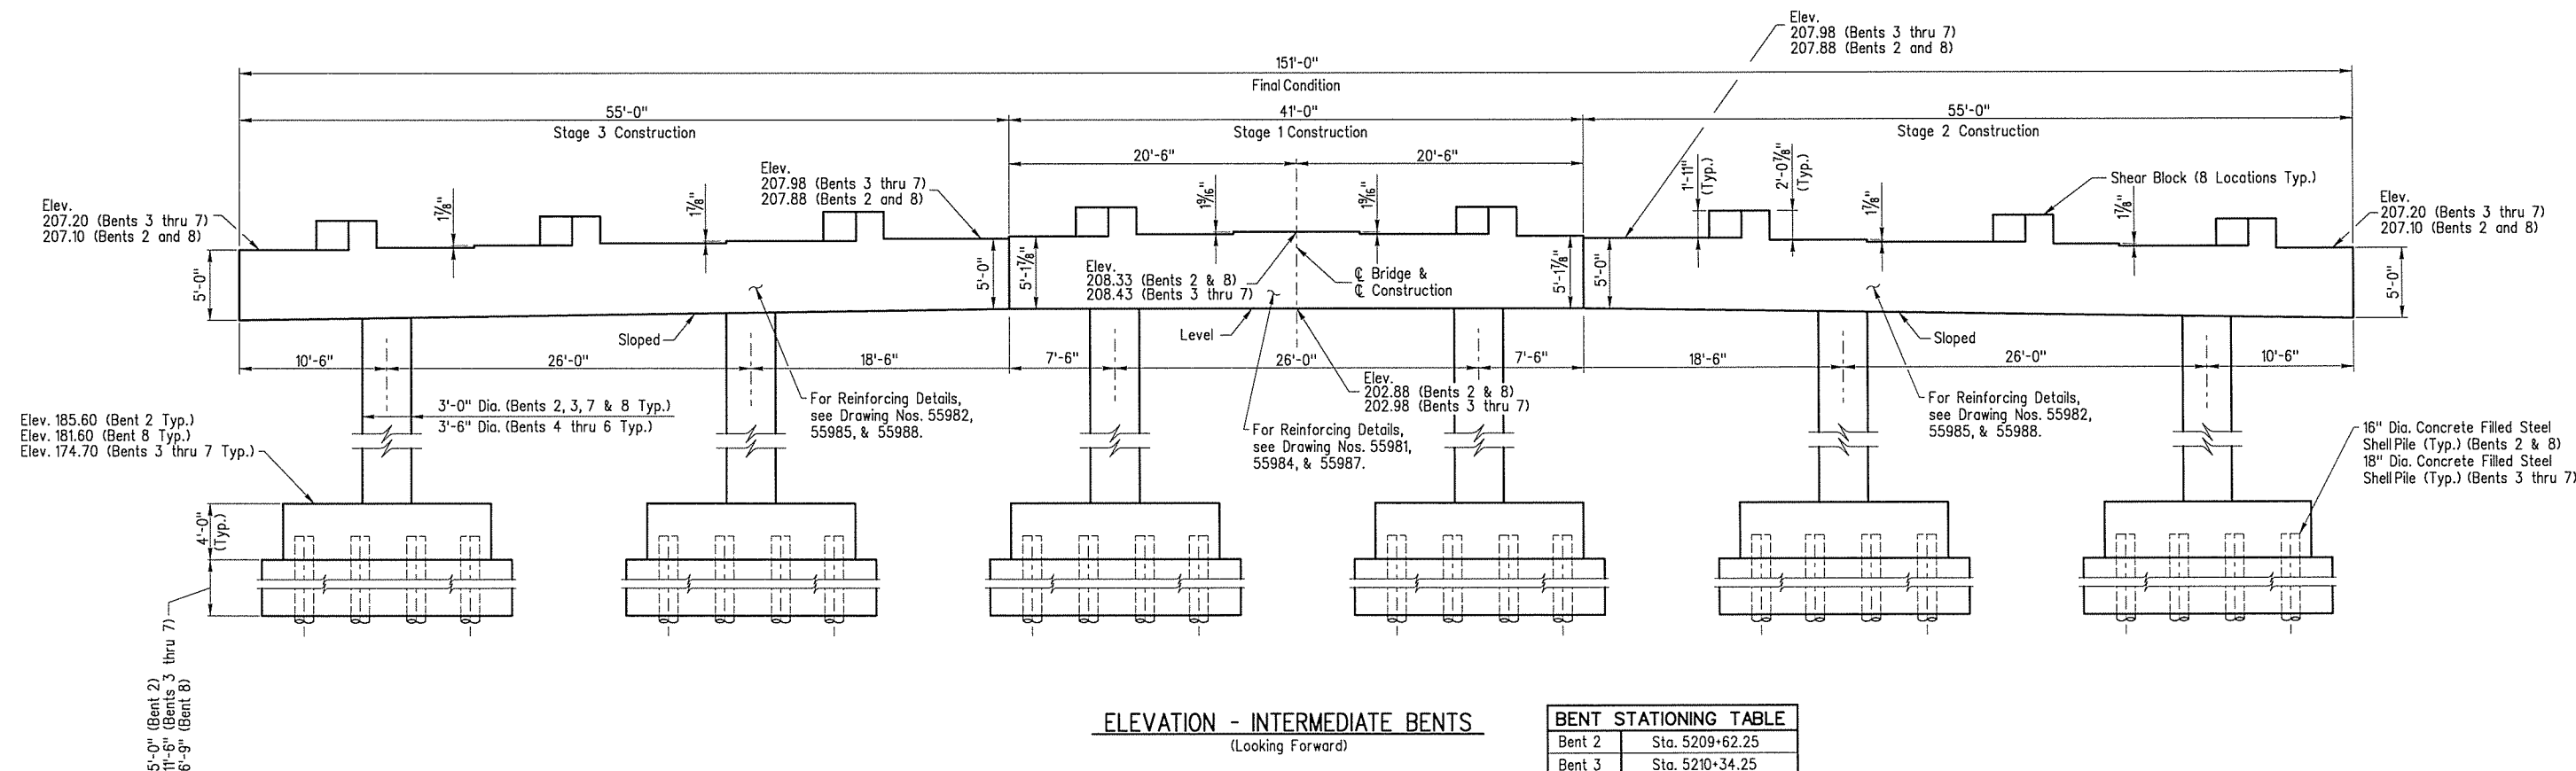 Elev.
207.98 (Bents 3 thru 7)
207.88 (Bents 2 and 8)
151'-0"
Final Condition
55'-0"
41'-0"
55'-0"
Stage 3 Construction
Stage 1 Construction
Stage 2 Construction
20'-6"
20'-6"
Elev.
207.98 (Bents 3 thru 7)
207.88 (Bents 2 and 8)
1'-11"
(Typ.)
2'-0⅞"
(Typ.)
Shear Block (8 Locations Typ.)
Elev.
207.20 (Bents 3 thru 7)
207.10 (Bents 2 and 8)
1⅞"
1⅞"
1⁹⁄₁₆"
1⁹⁄₁₆"
1⅞"
1⅞"
Elev.
207.20 (Bents 3 thru 7)
207.10 (Bents 2 and 8)
5'-0"
5'-0"
5'-1⅞"
Elev.
208.33 (Bents 2 & 8)
208.43 (Bents 3 thru 7)
℄ Bridge &
℄ Construction
5'-1⅞"
5'-0"
5'-0"
Sloped
Level
Sloped
10'-6"
26'-0"
18'-6"
7'-6"
26'-0"
7'-6"
18'-6"
26'-0"
10'-6"
Elev.
202.88 (Bents 2 & 8)
202.98 (Bents 3 thru 7)
Elev. 185.60 (Bent 2 Typ.)
Elev. 181.60 (Bent 8 Typ.)
Elev. 174.70 (Bents 3 thru 7 Typ.)
3'-0" Dia. (Bents 2, 3, 7 & 8 Typ.)
3'-6" Dia. (Bents 4 thru 6 Typ.)
For Reinforcing Details,
see Drawing Nos. 55982,
55985, & 55988.
For Reinforcing Details,
see Drawing Nos. 55981,
55984, & 55987.
For Reinforcing Details,
see Drawing Nos. 55982,
55985, & 55988.
16" Dia. Concrete Filled Steel
Shell Pile (Typ.) (Bents 2 & 8)
18" Dia. Concrete Filled Steel
Shell Pile (Typ.) (Bents 3 thru 7)
4'-0"
(Typ.)
5'-0" (Bent 2)
11'-6" (Bents 3 thru 7)
6'-9" (Bent 8)
ELEVATION - INTERMEDIATE BENTS
(Looking Forward)
BENT STATIONING TABLE
Bent 2 Sta. 5209+62.25
Bent 3 Sta. 5210+34.25